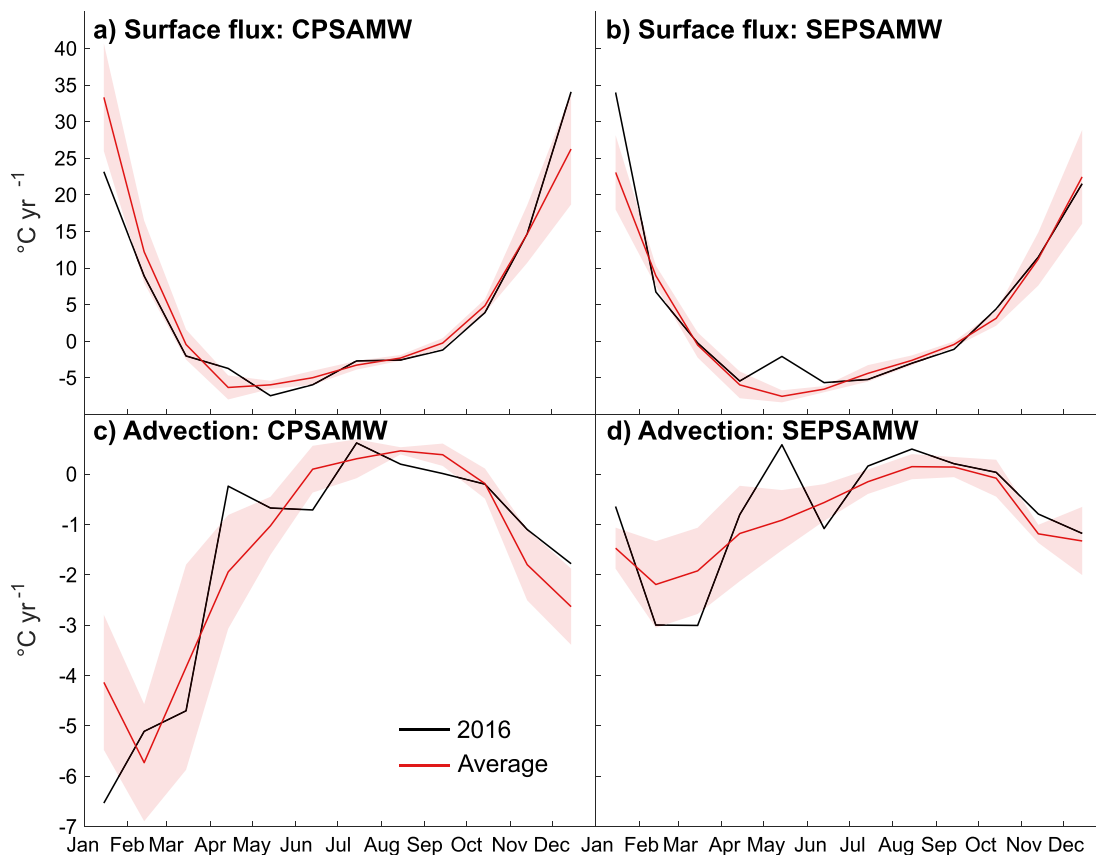 a) Surface flux: CPSAMW
b) Surface flux: SEPSAMW
40
35
30
25
20
15
10
5
0
-5
°C yr -1
c) Advection: CPSAMW
d) Advection: SEPSAMW
0
-1
-2
-3
-4
-5
-6
-7
°C yr-1
2016
Average
Jan Feb Mar Apr May Jun Jul Aug Sep Oct Nov Dec
Jan Feb Mar Apr May Jun Jul Aug Sep Oct Nov Dec